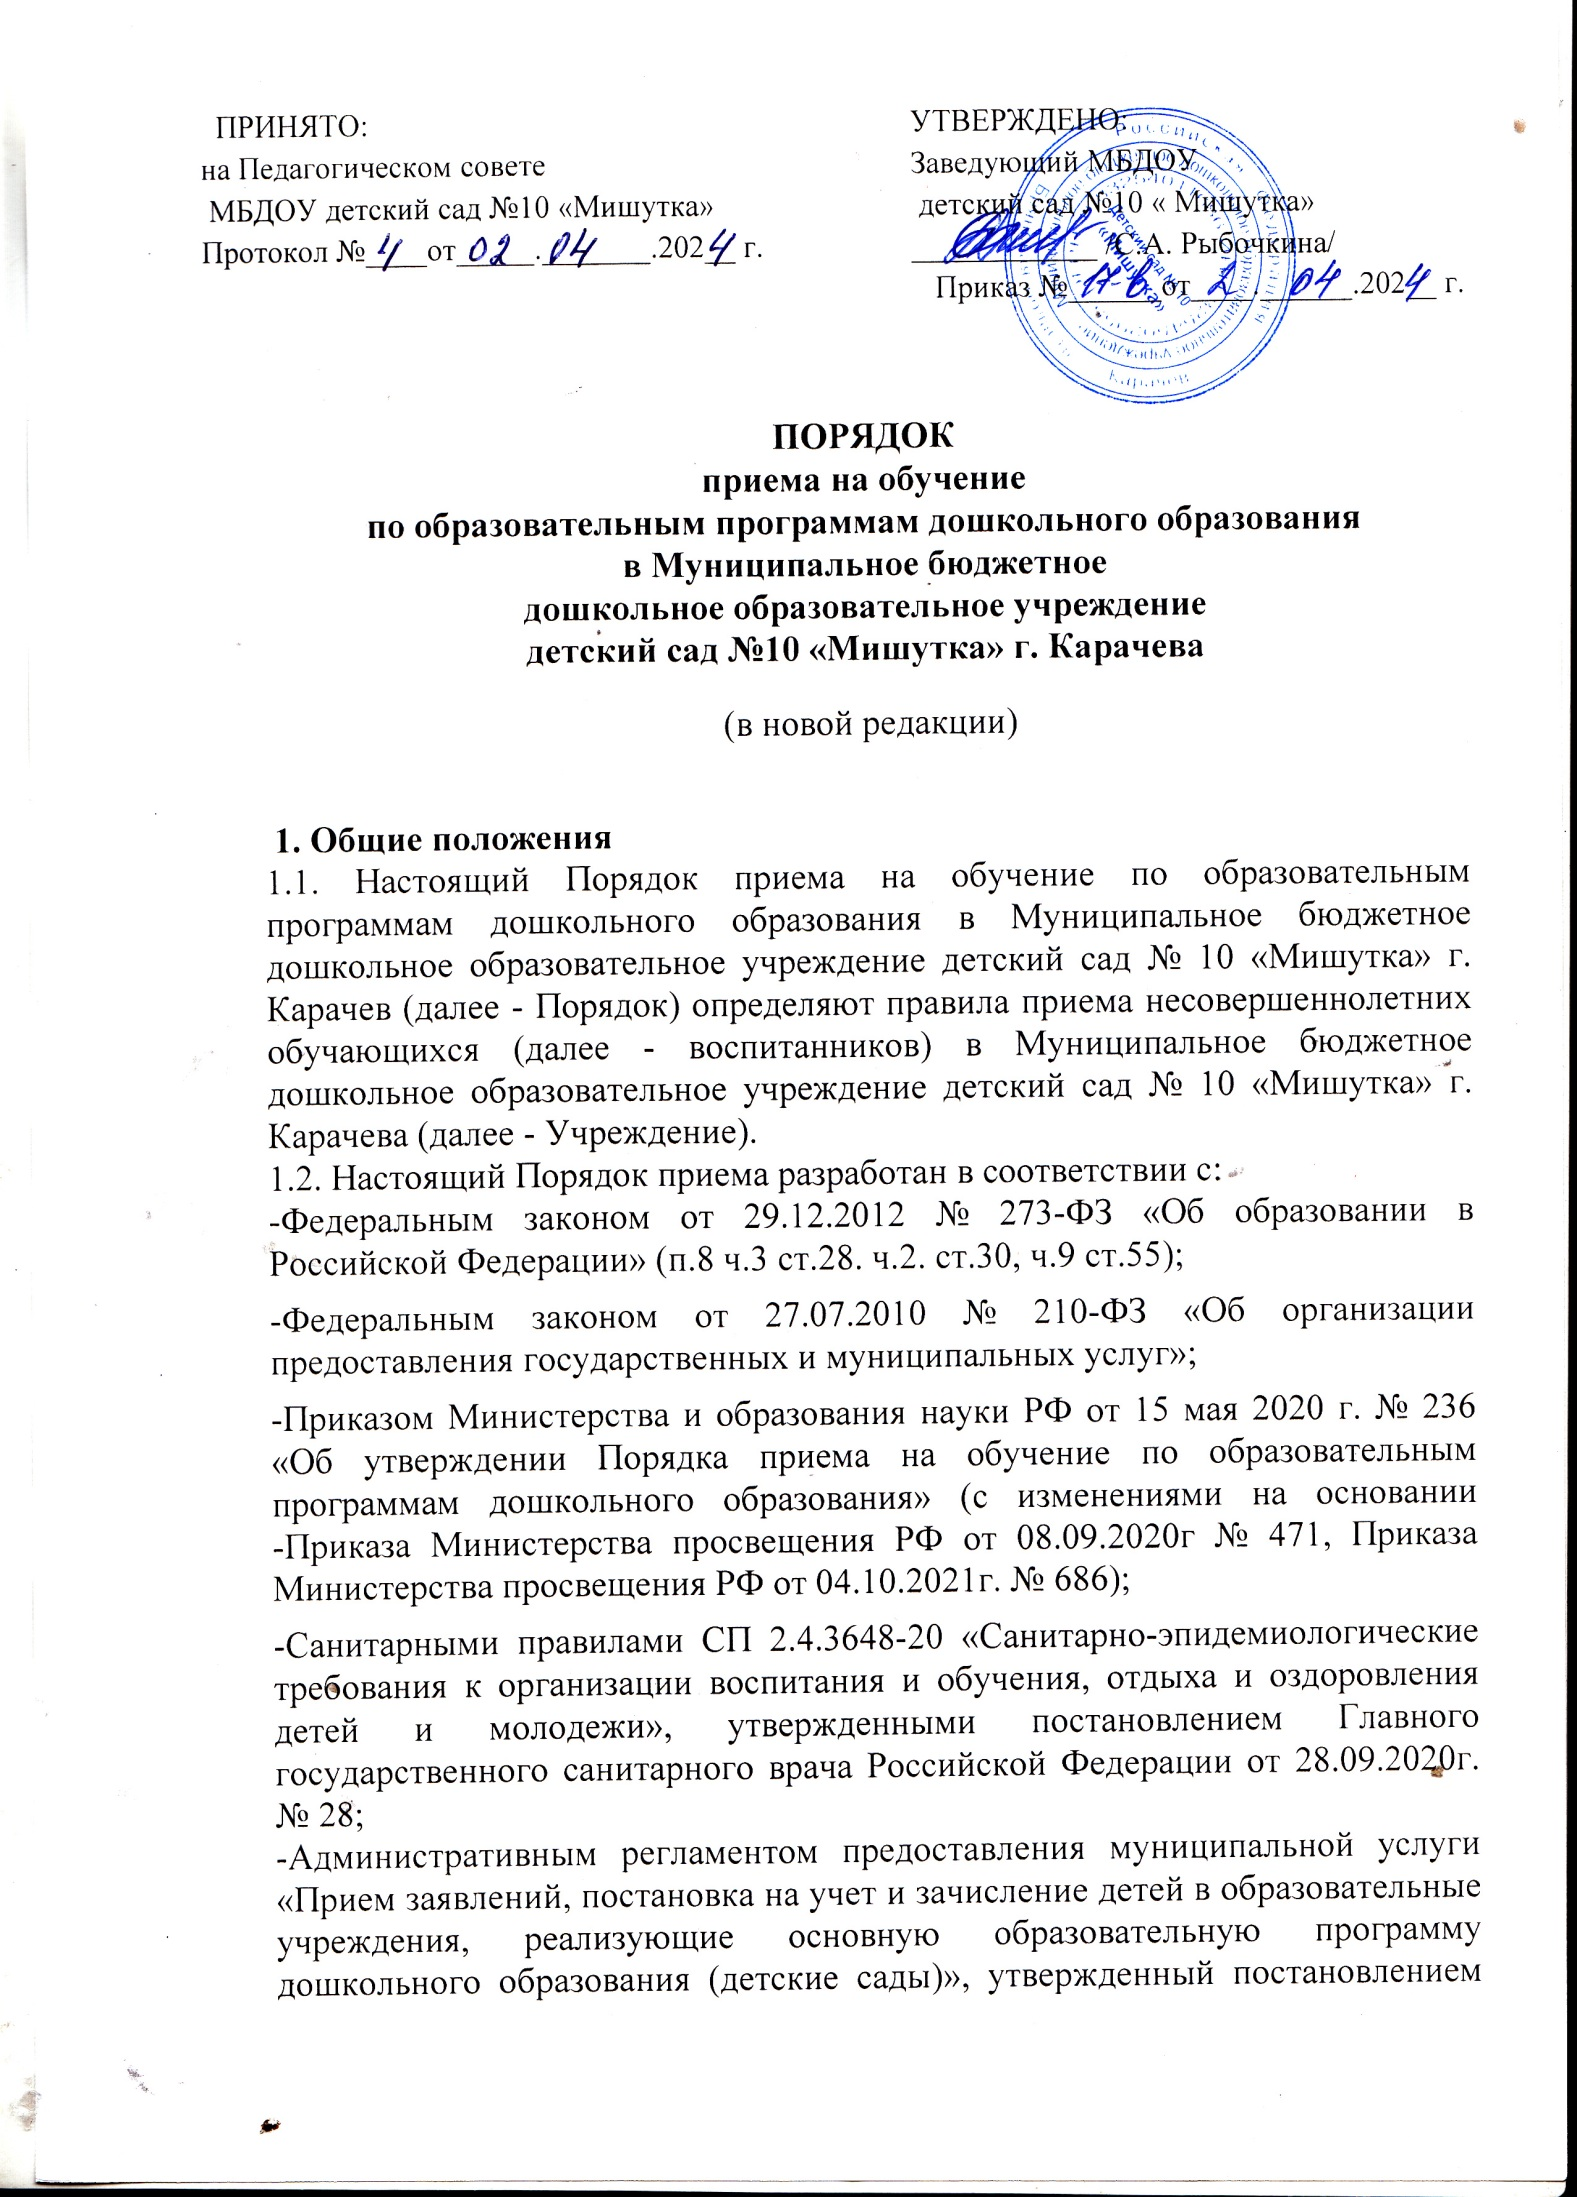 ПРИНЯТО:
на Педагогическом совете
МБДОУ детский сад №10 «Мишутка»
Протокол № 4 от 02.04.2024 г.
УТВЕРЖДЕНО:
Заведующий МБДОУ
детский сад №10 « Мишутка»
/С.А. Рыбочкина/
Приказ № 17-в от 2.04.2024 г.
Российская Федерация
Карачев
Детский сад № 10
«Мишутка»
ПОРЯДОК
приема на обучение
по образовательным программам дошкольного образования
в Муниципальное бюджетное
дошкольное образовательное учреждение
детский сад №10 «Мишутка» г. Карачева
(в новой редакции)
1. Общие положения
1.1. Настоящий Порядок приема на обучение по образовательным
программам дошкольного образования в Муниципальное бюджетное
дошкольное образовательное учреждение детский сад № 10 «Мишутка» г.
Карачев (далее - Порядок) определяют правила приема несовершеннолетних
обучающихся (далее - воспитанников) в Муниципальное бюджетное
дошкольное образовательное учреждение детский сад № 10 «Мишутка» г.
Карачева (далее - Учреждение).
1.2. Настоящий Порядок приема разработан в соответствии с:
-Федеральным законом от 29.12.2012 № 273-ФЗ «Об образовании в
Российской Федерации» (п.8 ч.3 ст.28. ч.2. ст.30, ч.9 ст.55);
-Федеральным законом от 27.07.2010 № 210-ФЗ «Об организации
предоставления государственных и муниципальных услуг»;
-Приказом Министерства и образования науки РФ от 15 мая 2020 г. № 236
«Об утверждении Порядка приема на обучение по образовательным
программам дошкольного образования» (с изменениями на основании
-Приказа Министерства просвещения РФ от 08.09.2020г № 471, Приказа
Министерства просвещения РФ от 04.10.2021г. № 686);
-Санитарными правилами СП 2.4.3648-20 «Санитарно-эпидемиологические
требования к организации воспитания и обучения, отдыха и оздоровления
детей и молодежи», утвержденными постановлением Главного
государственного санитарного врача Российской Федерации от 28.09.2020г.
№ 28;
-Административным регламентом предоставления муниципальной услуги
«Прием заявлений, постановка на учет и зачисление детей в образовательные
учреждения, реализующие основную образовательную программу
дошкольного образования (детские сады)», утвержденный постановлением